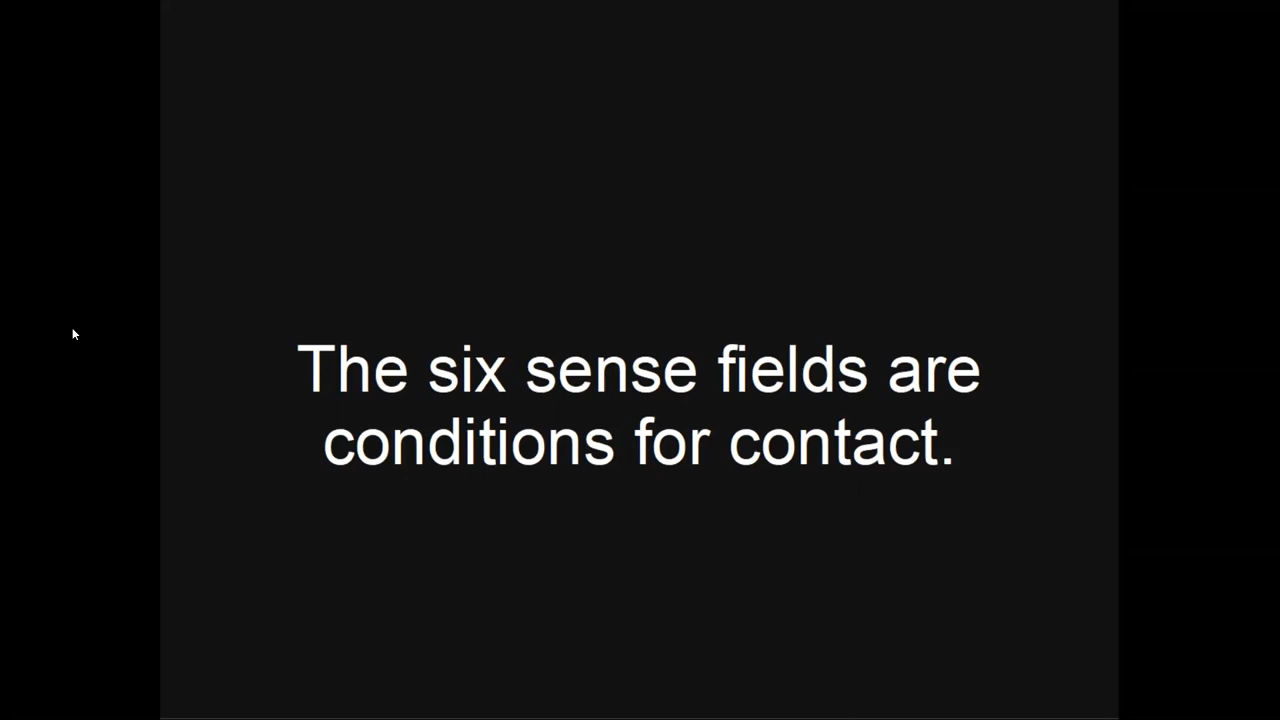 The six sense fields are
conditions for contact.